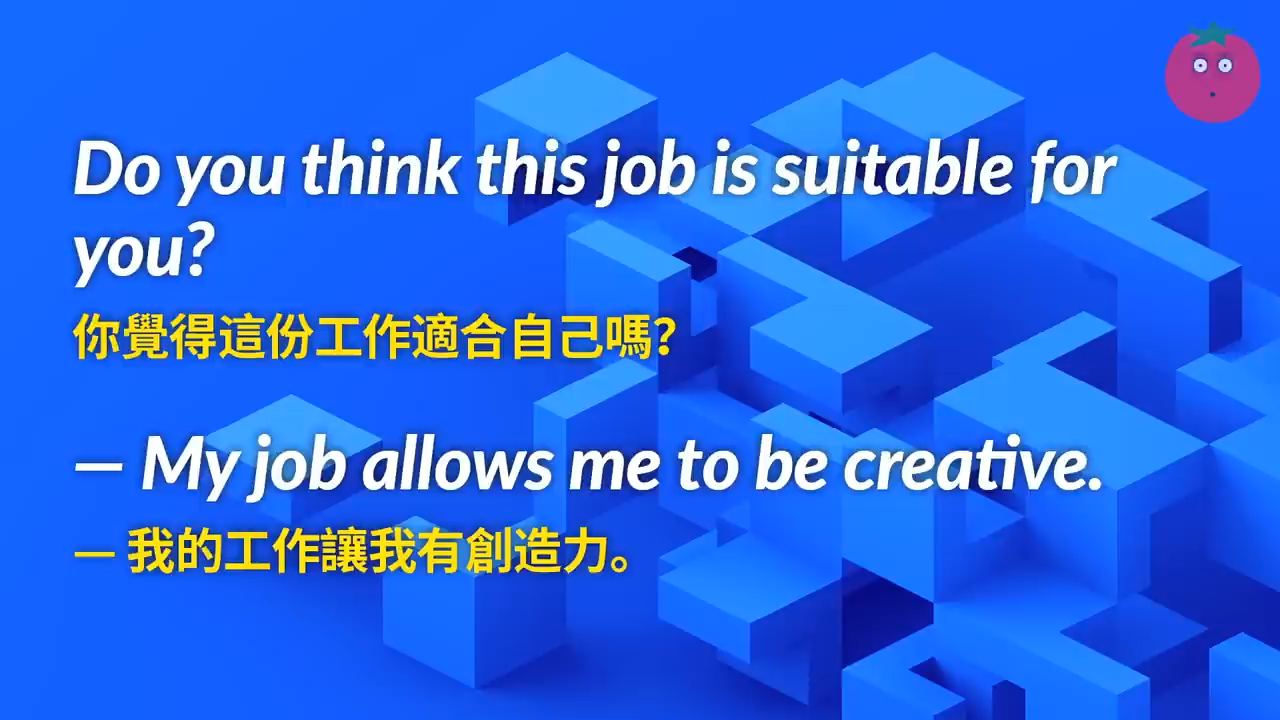 Do you think this job is suitable for
you?
你覺得這份工作適合自己嗎？
— My job allows me to be creative.
— 我的工作讓我有創造力。